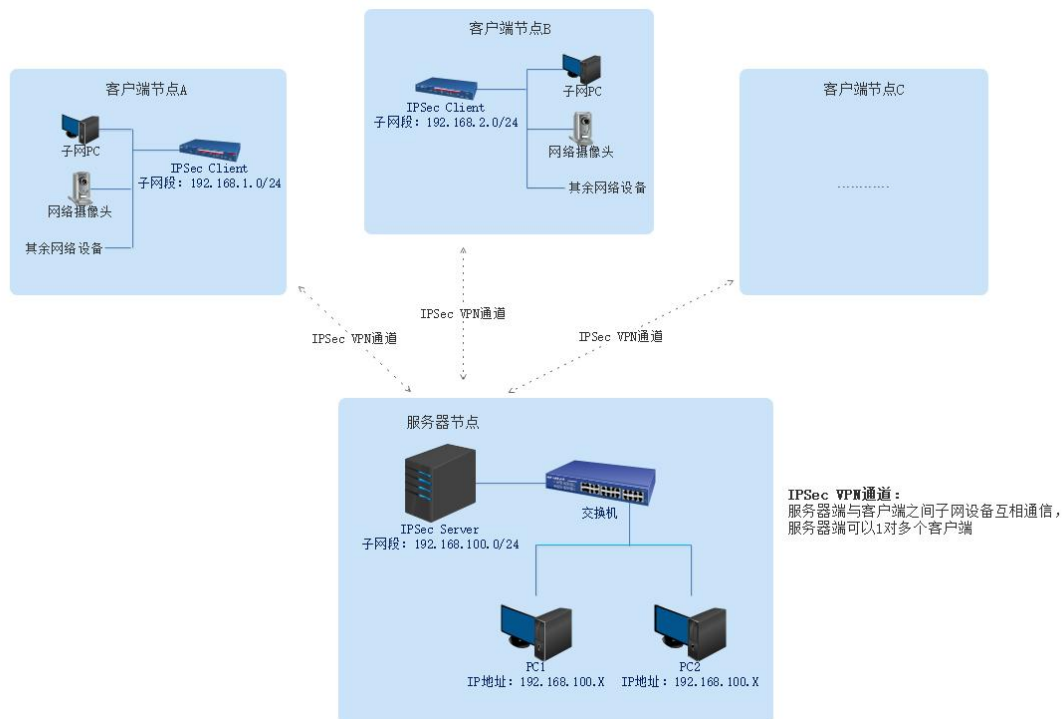 客户端节点A
子网PC
IPSec Client
子网段：192.168.1.0/24
网络摄像头
其余网络设备
客户端节点B
子网PC
IPSec Client
子网段：192.168.2.0/24
网络摄像头
其余网络设备
客户端节点C
............
IPSec VPN通道
IPSec VPN通道
IPSec VPN通道
服务器节点
IPSec Server
子网段：192.168.100.0/24
交换机
PC1
IP地址：192.168.100.X
PC2
IP地址：192.168.100.X
IPSec VPN通道：
服务器端与客户端之间子网设备互相通信，
服务器端可以1对多个客户端